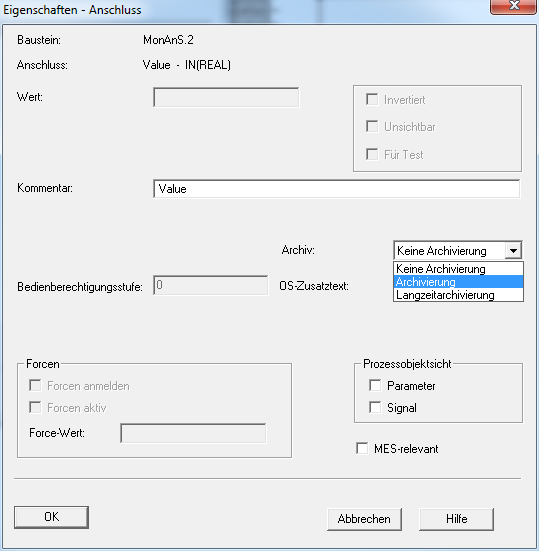 Eigenschaften - Anschluss
Baustein: MonAnS.2
Anschluss: Value - IN(REAL)
Wert:
Invertiert
Unsichtbar
Für Test
Kommentar: Value
Archiv: Keine Archivierung
Keine Archivierung
Archivierung
Langzeitarchivierung
Bedienberechtigungsstufe: 0 OS-Zusatztext:
Forcen
Forcen anmelden
Forcen aktiv
Force-Wert:
Prozessobjektsicht
Parameter
Signal
MES-relevant
OK Abbrechen Hilfe